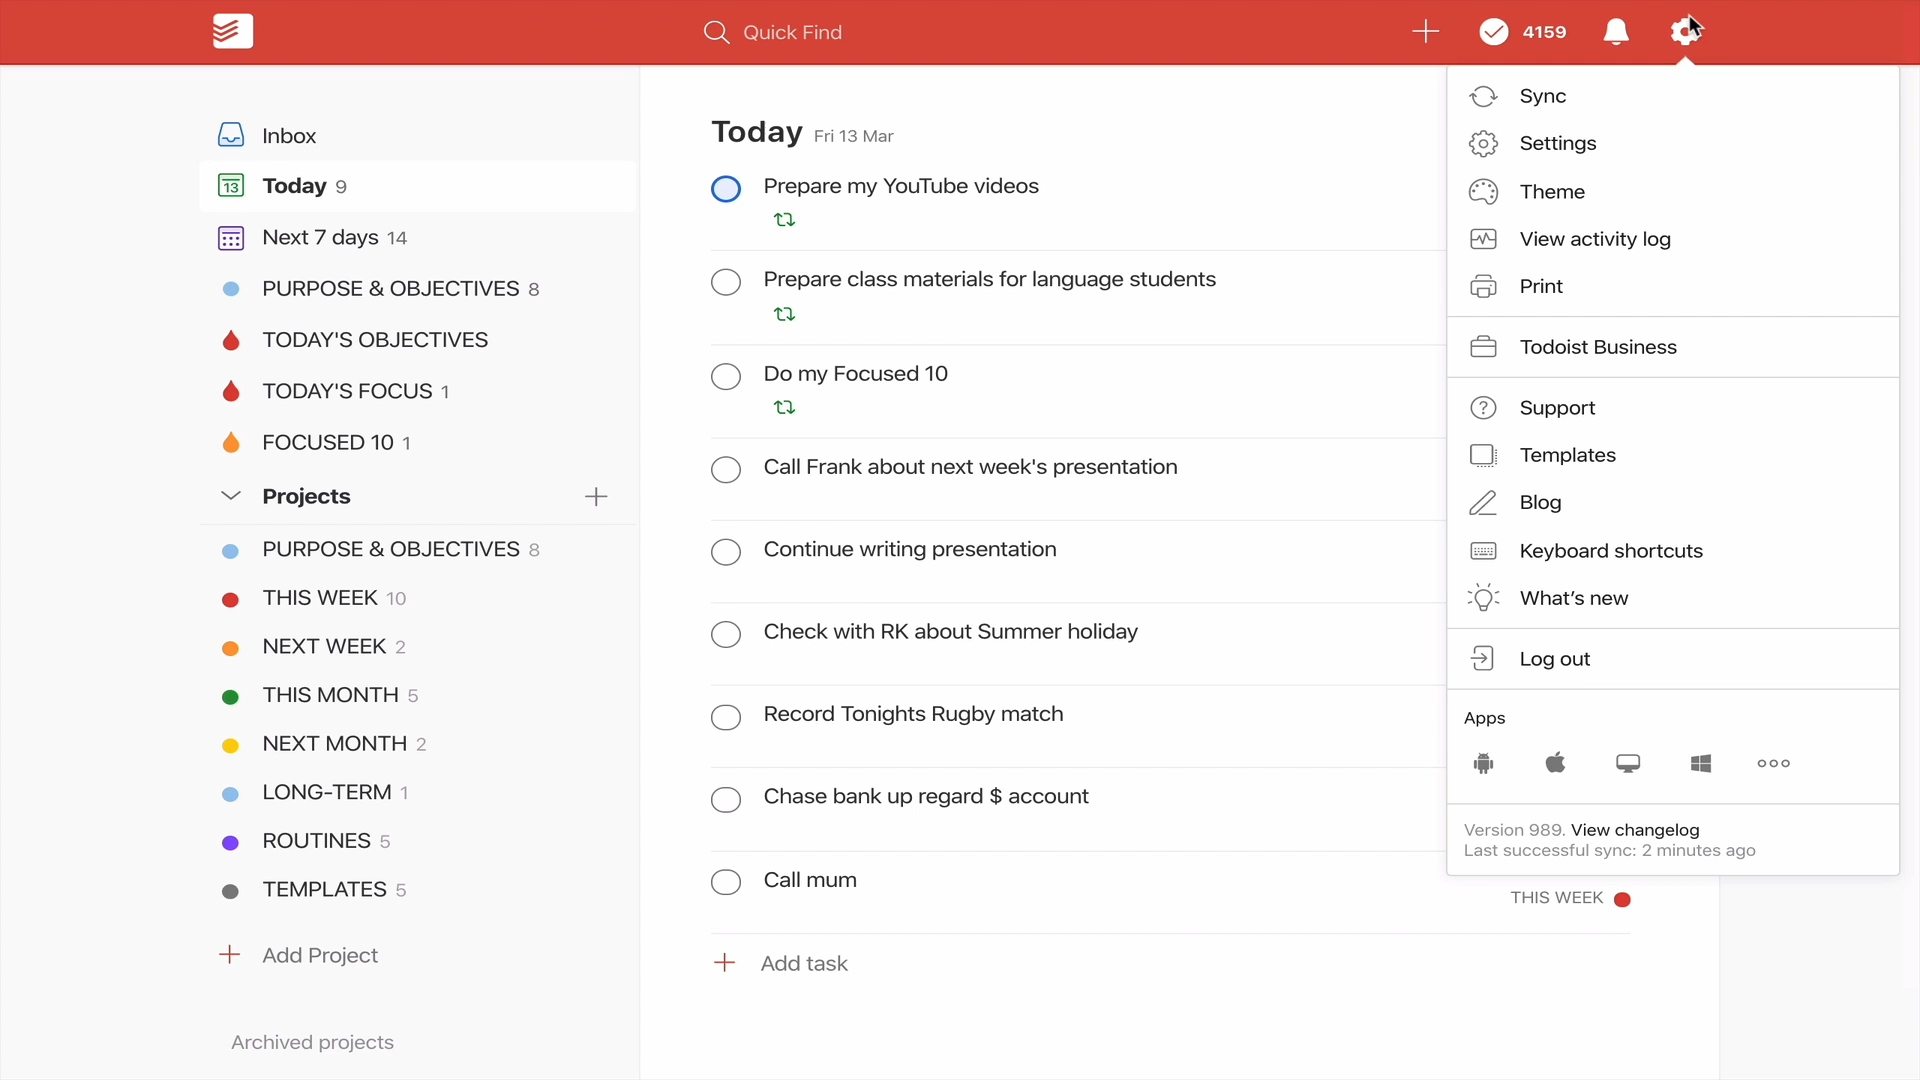 Quick Find
4159
Inbox
13 Today 9
Next 7 days 14
PURPOSE & OBJECTIVES 8
TODAY'S OBJECTIVES
TODAY'S FOCUS 1
FOCUSED 10 1
Projects
PURPOSE & OBJECTIVES 8
THIS WEEK 10
NEXT WEEK 2
THIS MONTH 5
NEXT MONTH 2
LONG-TERM 1
ROUTINES 5
TEMPLATES 5
Add Project
Archived projects
Today Fri 13 Mar
Prepare my YouTube videos
Prepare class materials for language students
Do my Focused 10
Call Frank about next week's presentation
Continue writing presentation
Check with RK about Summer holiday
Record Tonights Rugby match
Chase bank up regard $ account
Call mum
THIS WEEK
Add task
Sync
Settings
Theme
View activity log
Print
Todoist Business
Support
Templates
Blog
Keyboard shortcuts
What’s new
Log out
Apps
Version 989. View changelog
Last successful sync: 2 minutes ago